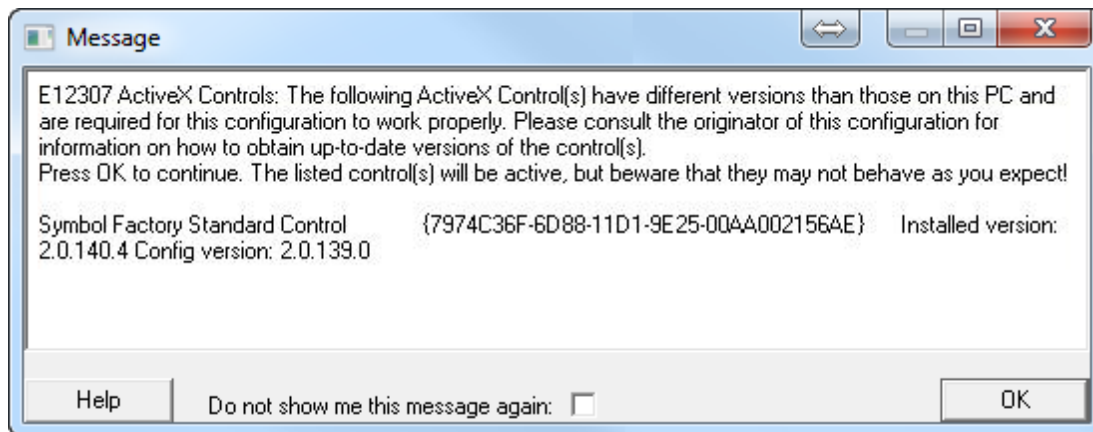 Message
E12307 ActiveX Controls: The following ActiveX Control(s) have different versions than those on this PC and
are required for this configuration to work properly. Please consult the originator of this configuration for
information on how to obtain up-to-date versions of the control(s).
Press OK to continue. The listed control(s) will be active, but beware that they may not behave as you expect!
Symbol Factory Standard Control {7974C36F-6D88-11D1-9E25-00AA002156AE} Installed version:
2.0.140.4 Config version: 2.0.139.0
Help Do not show me this message again: OK